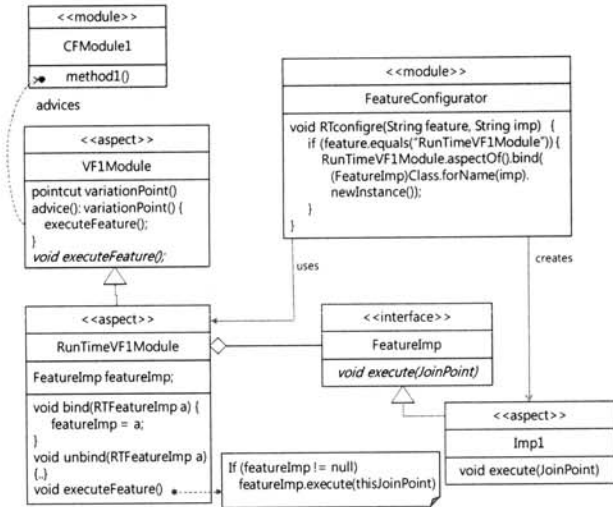 <<module>>
CFModule1
method1()
advices
<<aspect>>
VF1Module
pointcut variationPoint()
advice(): variationPoint() {
executeFeature();
}
void executeFeature();
<<module>>
FeatureConfigurator
void RTconfigre(String feature, String imp) {
if (feature.equals("RunTimeVF1Module")) {
RunTimeVF1Module.aspectOf().bind(
(FeatureImp)Class.forName(imp).
newInstance());
}
}
uses
creates
<<aspect>>
RunTimeVF1Module
FeatureImp featureImp;
void bind(RTFeatureImp a) {
featureImp = a;
}
void unbind(RTFeatureImp a)
{..}
void executeFeature()
<<interface>>
FeatureImp
void execute(JoinPoint)
<<aspect>>
Imp1
void execute(JoinPoint)
If (featureImp != null)
featureImp.execute(thisJoinPoint)